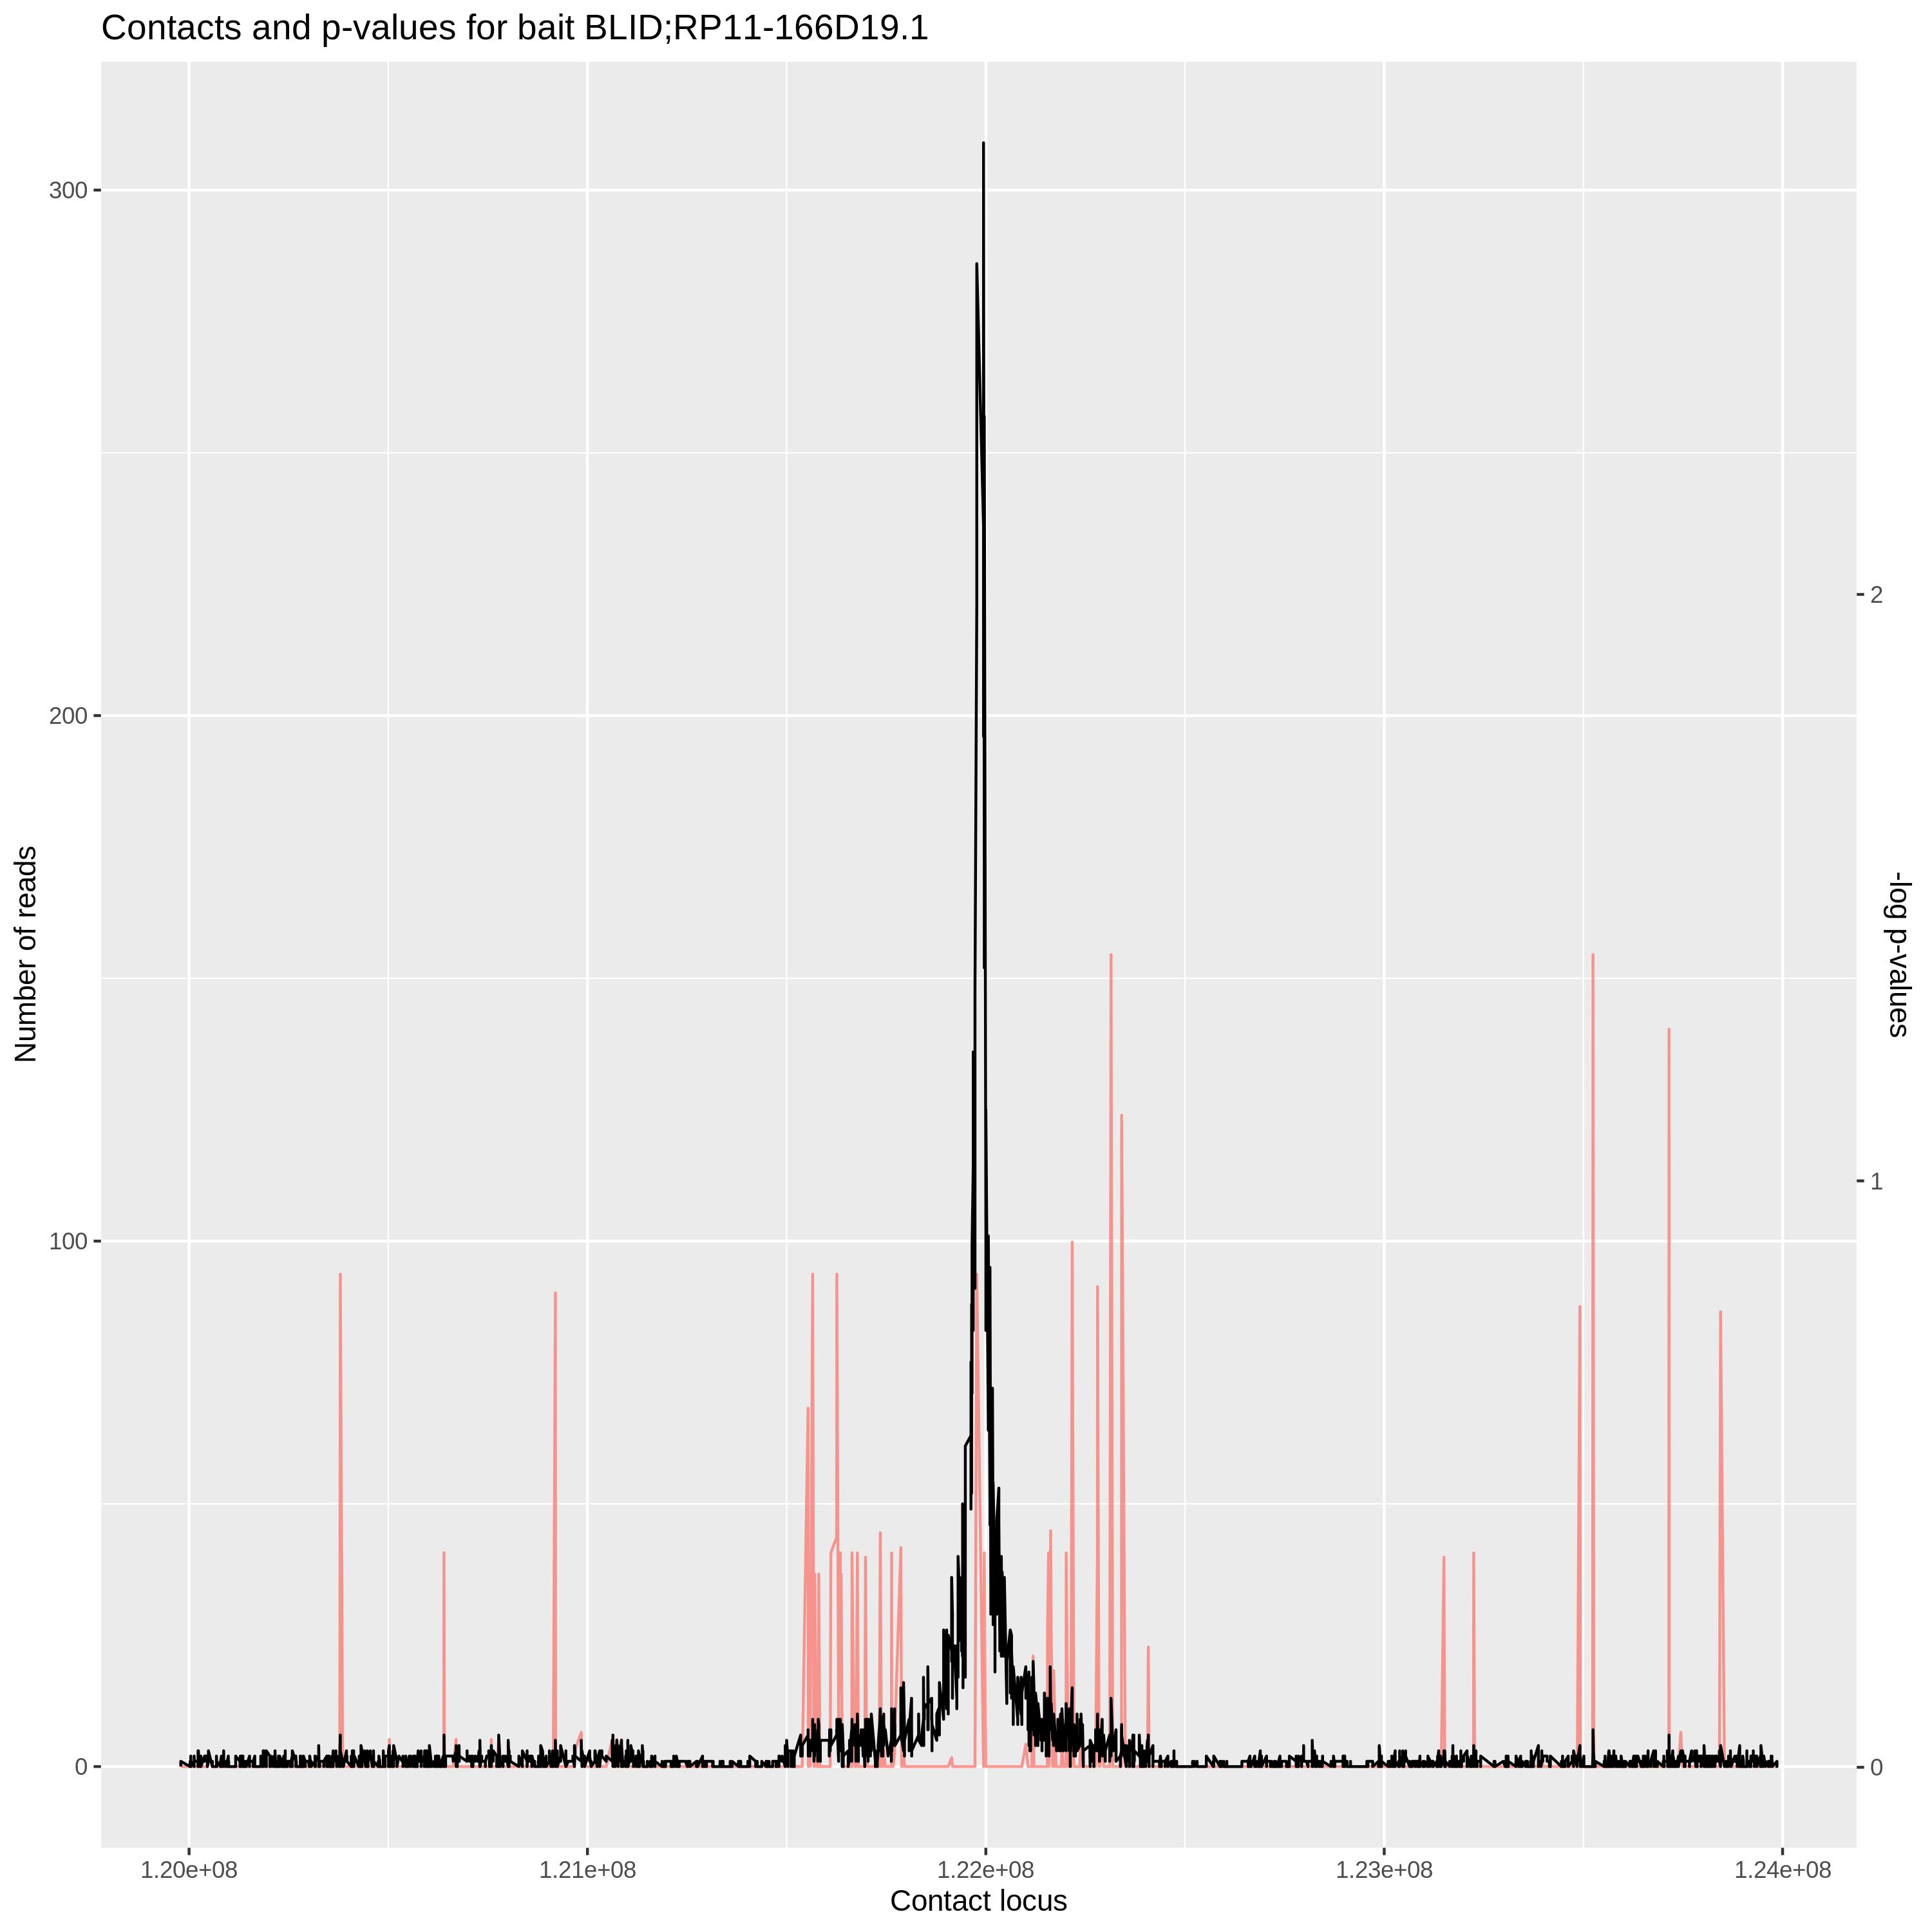 Contacts and p-values for bait BLID;RP11-166D19.1
300
200
100
0
Number of reads
2
1
0
-log p-values
1.20e+08
1.21e+08
1.22e+08
1.23e+08
1.24e+08
Contact locus